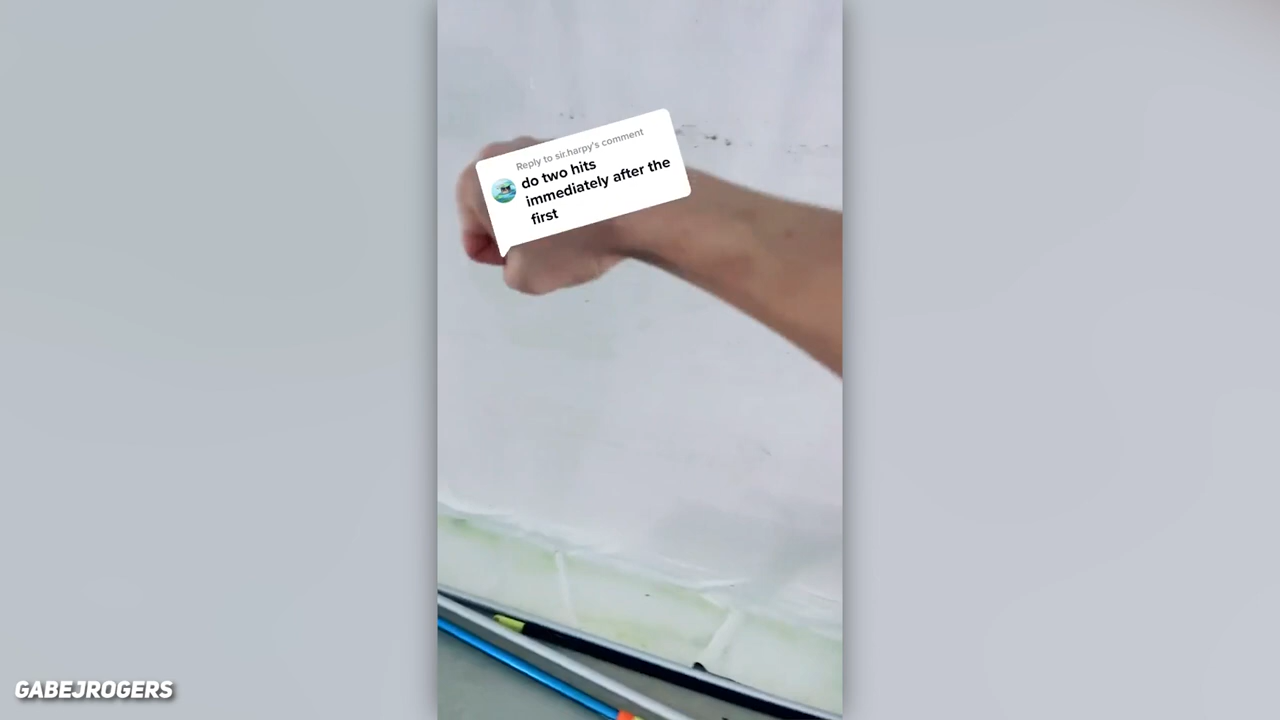 Reply to sir.harpy's comment
do two hits
immediately after the
first
GABEJROGERS